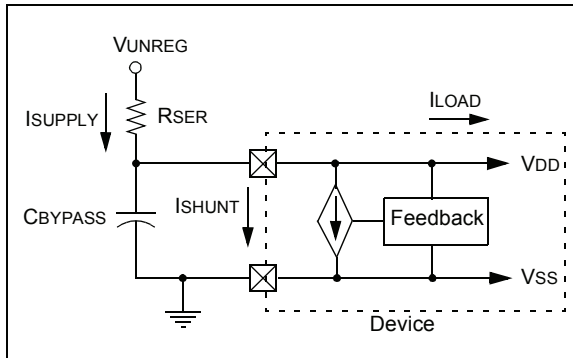 VUNREG
ISUPPLY
RSER
ILOAD
VDD
CBYPASS
ISHUNT
Feedback
VSS
Device